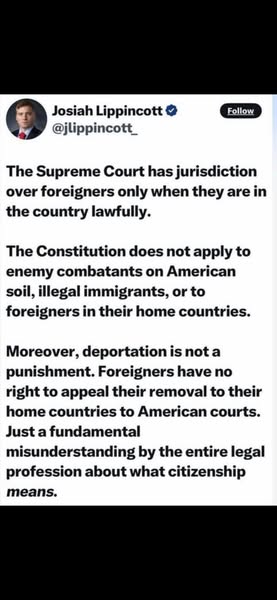 Josiah Lippincott
Follow
@jlippincott_
The Supreme Court has jurisdiction
over foreigners only when they are in
the country lawfully.
The Constitution does not apply to
enemy combatants on American
soil, illegal immigrants, or to
foreigners in their home countries.
Moreover, deportation is not a
punishment. Foreigners have no
right to appeal their removal to their
home countries to American courts.
Just a fundamental
misunderstanding by the entire legal
profession about what citizenship
means.